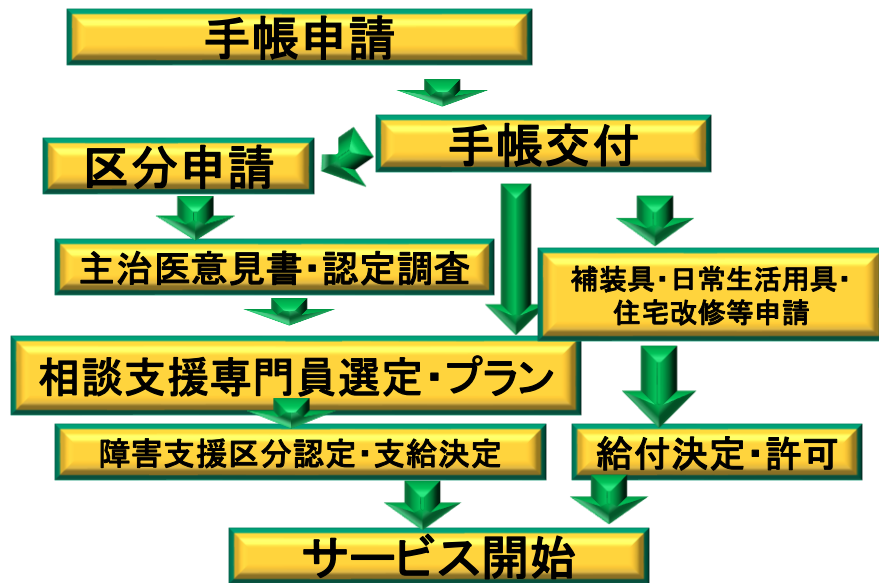 手帳申請
手帳交付
区分申請
主治医意見書・認定調査
補装具・日常生活用具・
住宅改修等申請
相談支援専門員選定・プラン
障害支援区分認定・支給決定
給付決定・許可
サービス開始